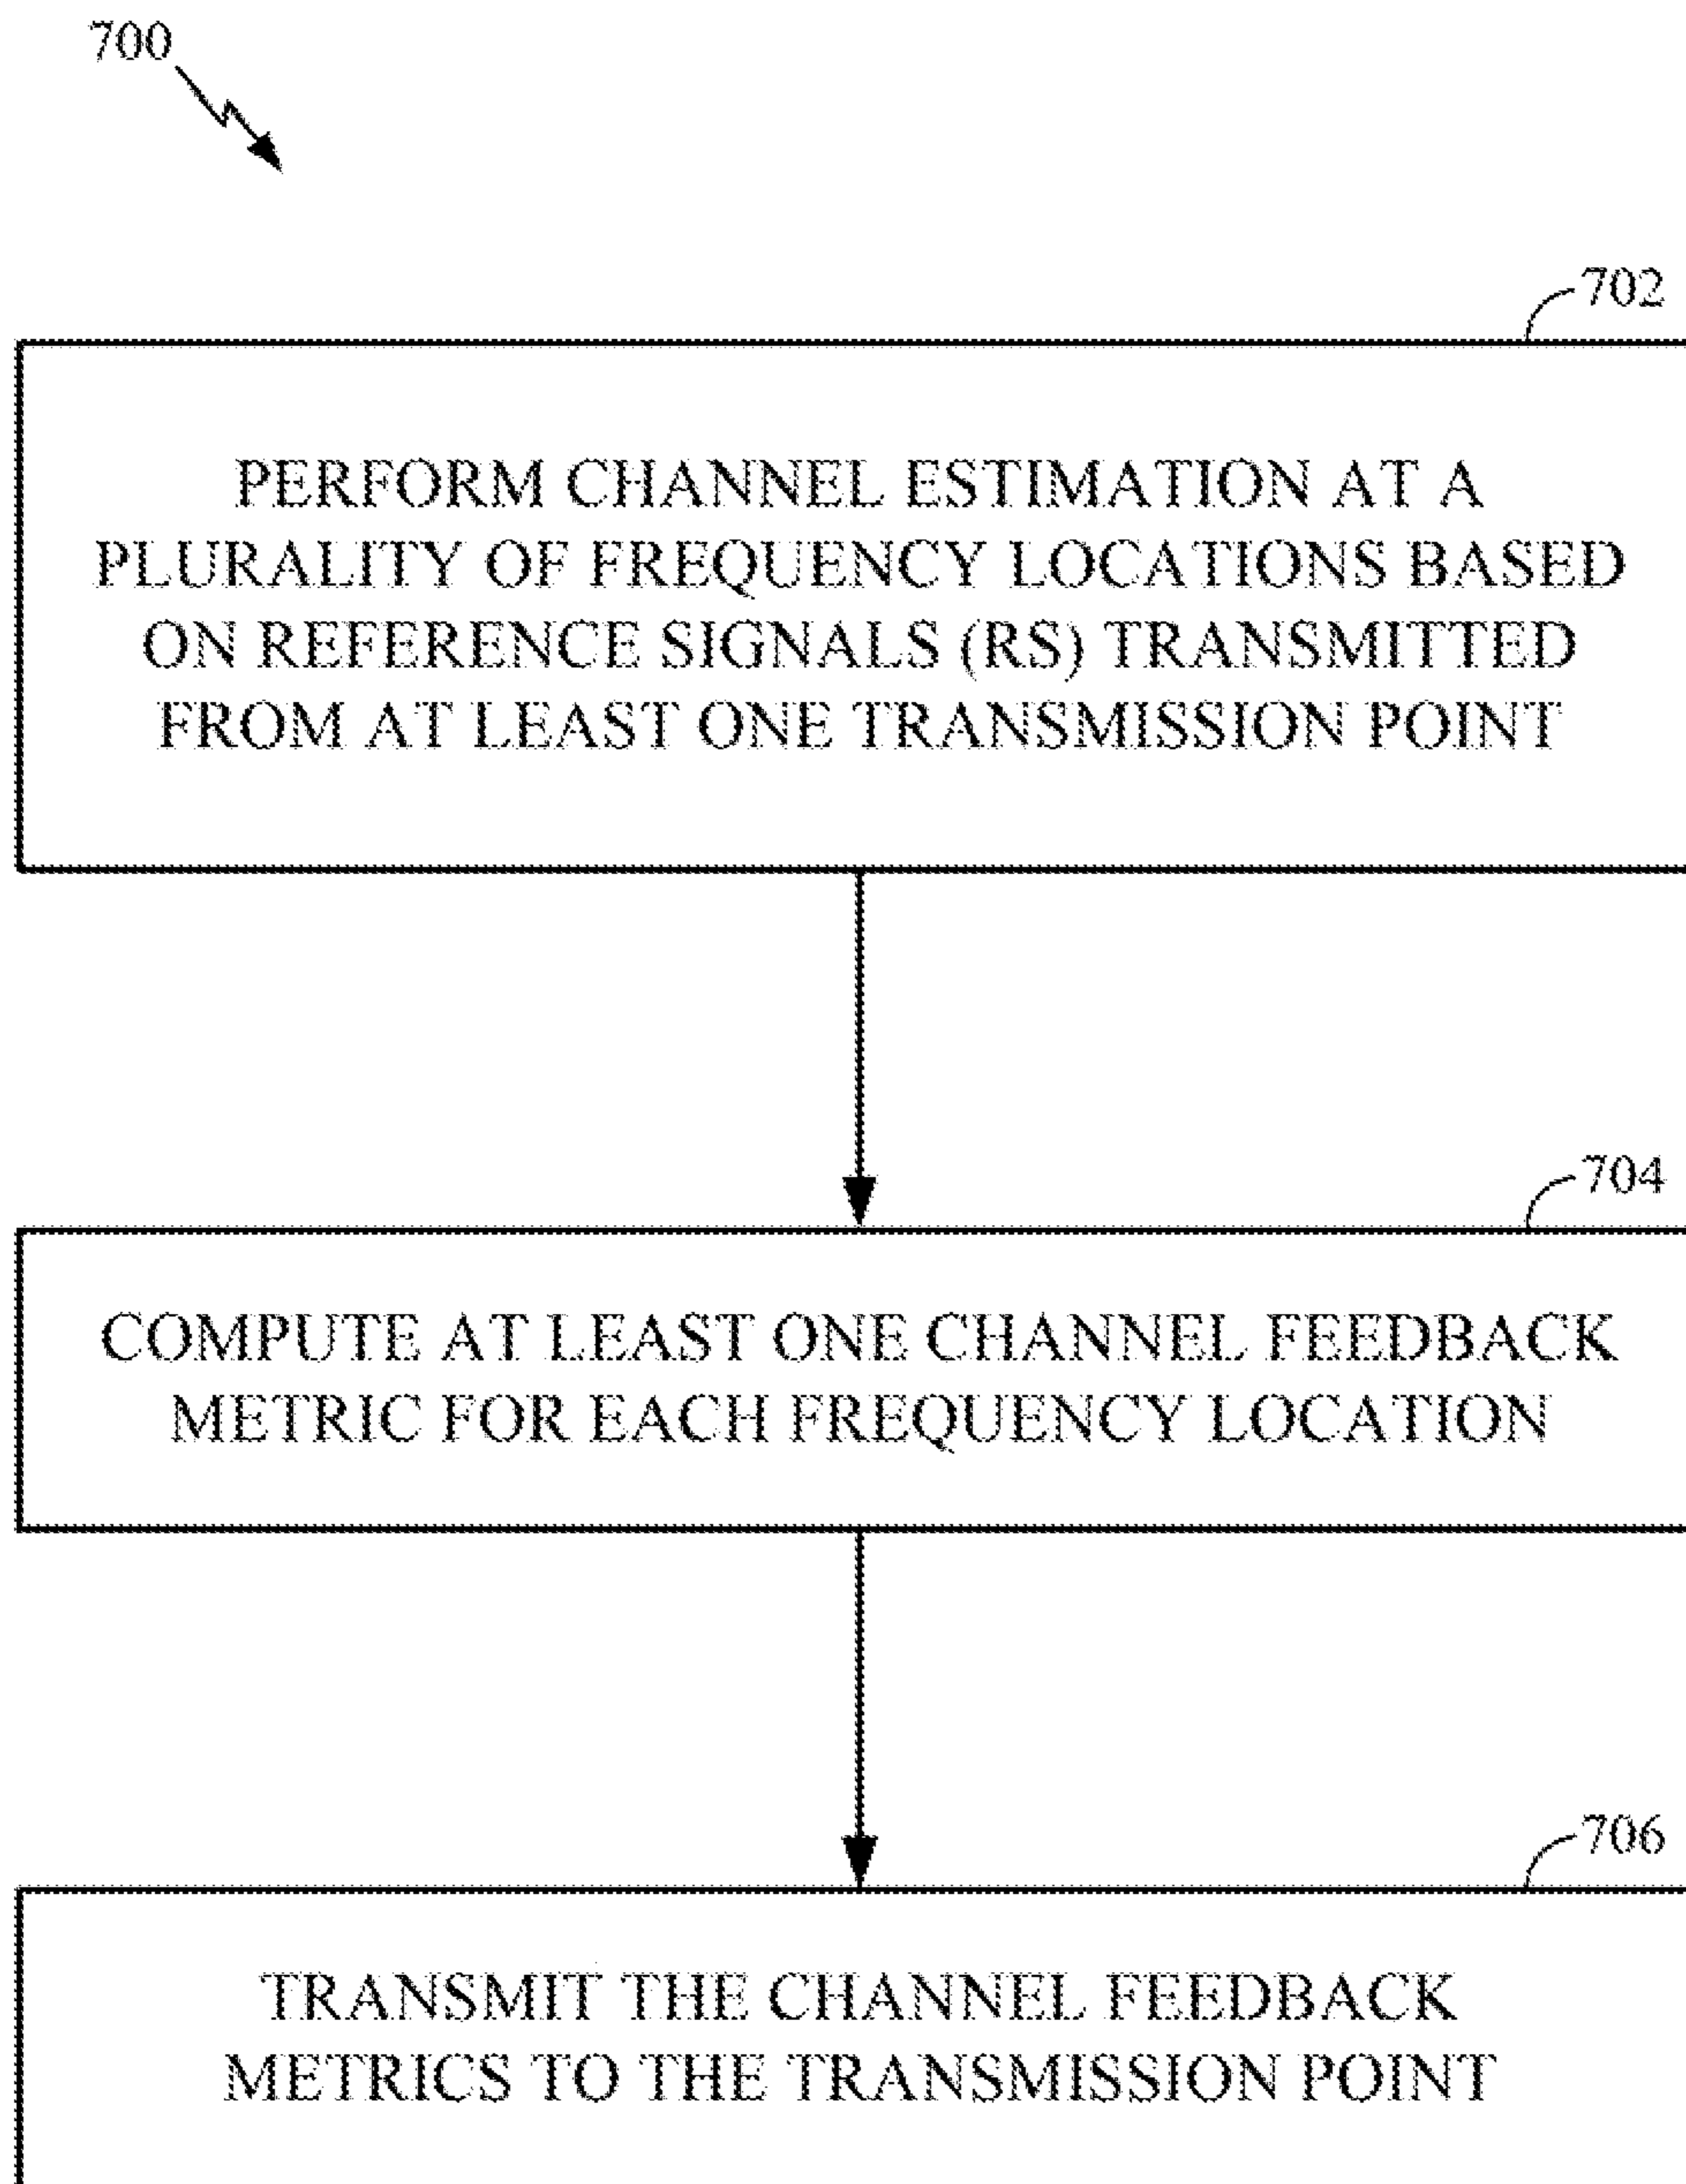 700
702
PERFORM CHANNEL ESTIMATION AT A
PLURALITY OF FREQUENCY LOCATIONS BASED
ON REFERENCE SIGNALS (RS) TRANSMITTED
FROM AT LEAST ONE TRANSMISSION POINT
704
COMPUTE AT LEAST ONE CHANNEL FEEDBACK
METRIC FOR EACH FREQUENCY LOCATION
706
TRANSMIT THE CHANNEL FEEDBACK
METRICS TO THE TRANSMISSION POINT